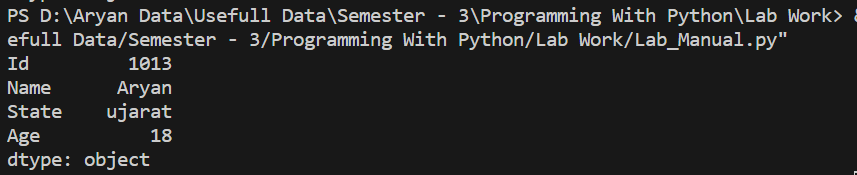 PS D:\Aryan Data\Usefull Data\Semester - 3\Programming With Python\Lab Work> &
efull Data/Semester - 3/Programming With Python/Lab Work/Lab_Manual.py"
Id 1013
Name Aryan
State ujarat
Age 18
dtype: object